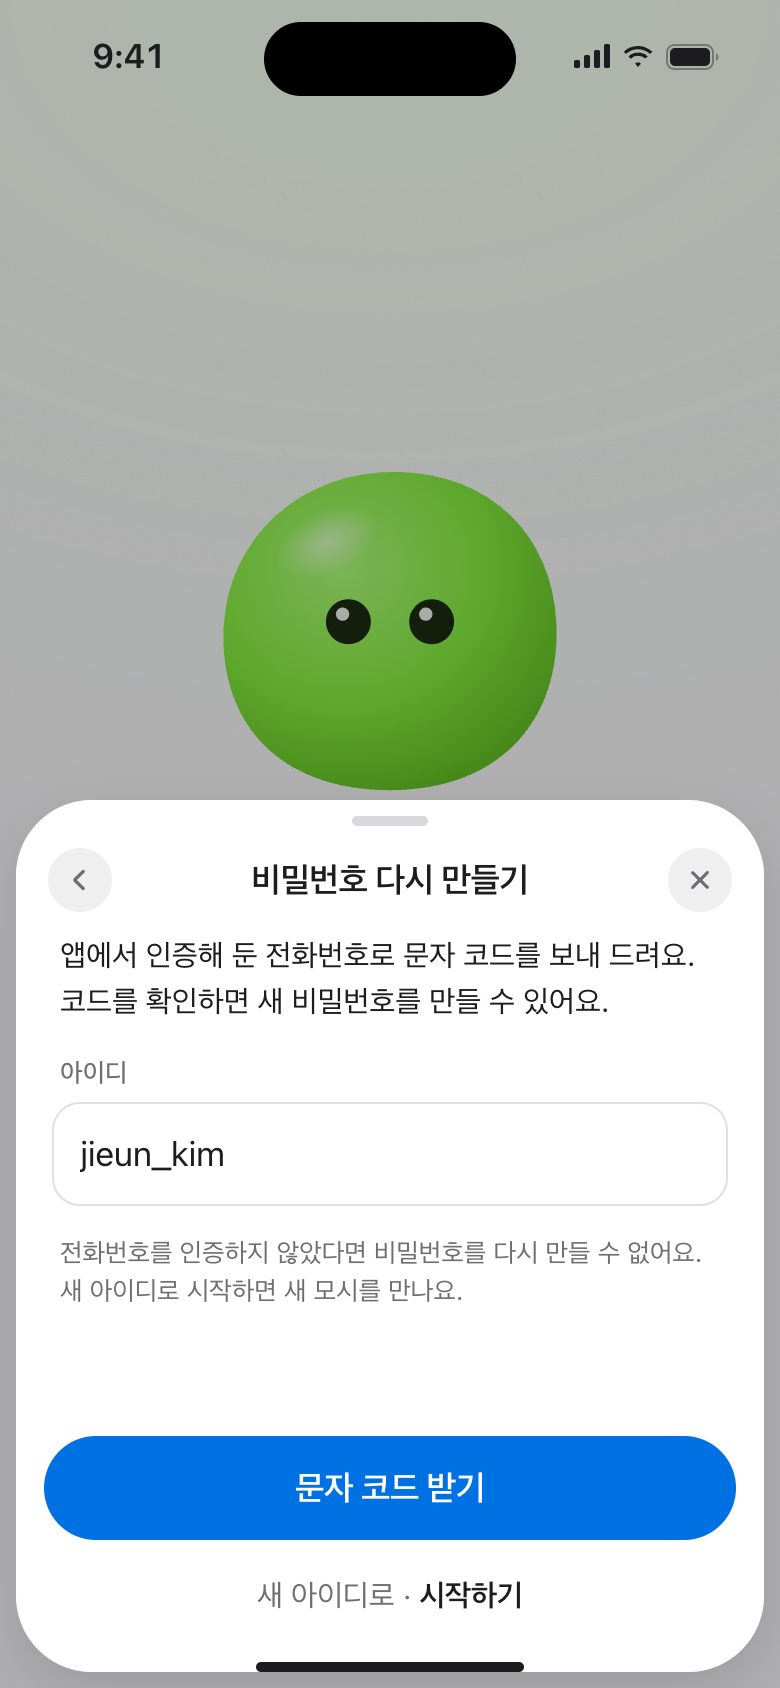 9:41
비밀번호 다시 만들기
앱에서 인증해 둔 전화번호로 문자 코드를 보내 드려요.
코드를 확인하면 새 비밀번호를 만들 수 있어요.
아이디
jieun_kim
전화번호를 인증하지 않았다면 비밀번호를 다시 만들 수 없어요.
새 아이디로 시작하면 새 모시를 만나요.
문자 코드 받기
새 아이디로 · 시작하기